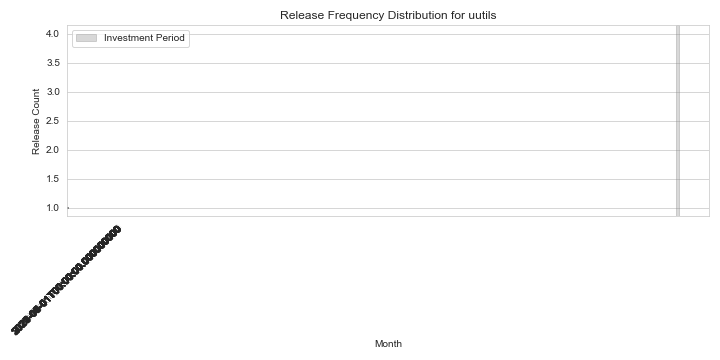 Release Frequency Distribution for uutils
Investment Period
Release Count
4.0
3.5
3.0
2.5
2.0
1.5
1.0
Month